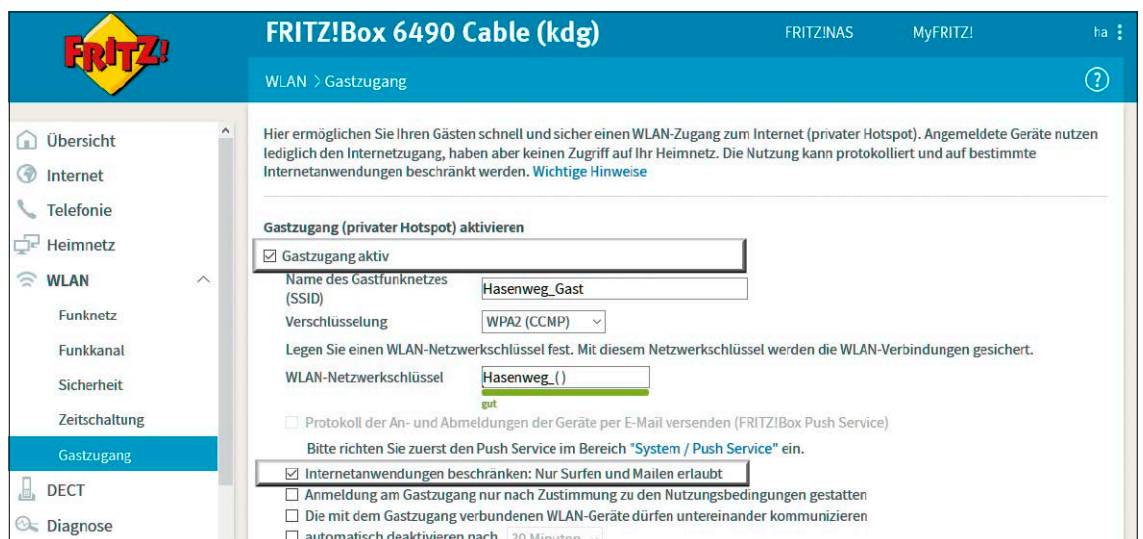 FRITZ!
FRITZ!Box 6490 Cable (kdg)
FRITZ!NAS
MyFRITZ!
ha
WLAN > Gastzugang
?
Übersicht
Internet
Telefonie
Heimnetz
WLAN
Funknetz
Funkkanal
Sicherheit
Zeitschaltung
Gastzugang
DECT
Diagnose
Hier ermöglichen Sie Ihren Gästen schnell und sicher einen WLAN-Zugang zum Internet (privater Hotspot). Angemeldete Geräte nutzen
lediglich den Internetzugang, haben aber keinen Zugriff auf Ihr Heimnetz. Die Nutzung kann protokolliert und auf bestimmte
Internetanwendungen beschränkt werden. Wichtige Hinweise
Gastzugang (privater Hotspot) aktivieren
Gastzugang aktiv
Name des Gastfunknetzes
(SSID)
Hasenweg_Gast
Verschlüsselung
WPA2 (CCMP)
Legen Sie einen WLAN-Netzwerkschlüssel fest. Mit diesem Netzwerkschlüssel werden die WLAN-Verbindungen gesichert.
WLAN-Netzwerkschlüssel
Hasenweg_()
gut
Protokoll der An- und Abmeldungen der Geräte per E-Mail versenden (FRITZ!Box Push Service)
Bitte richten Sie zuerst den Push Service im Bereich "System / Push Service" ein.
Internetanwendungen beschränken: Nur Surfen und Mailen erlaubt
Anmeldung am Gastzugang nur nach Zustimmung zu den Nutzungsbedingungen gestatten
Die mit dem Gastzugang verbundenen WLAN-Geräte dürfen untereinander kommunizieren
automatisch deaktivieren nach 30 Minuten